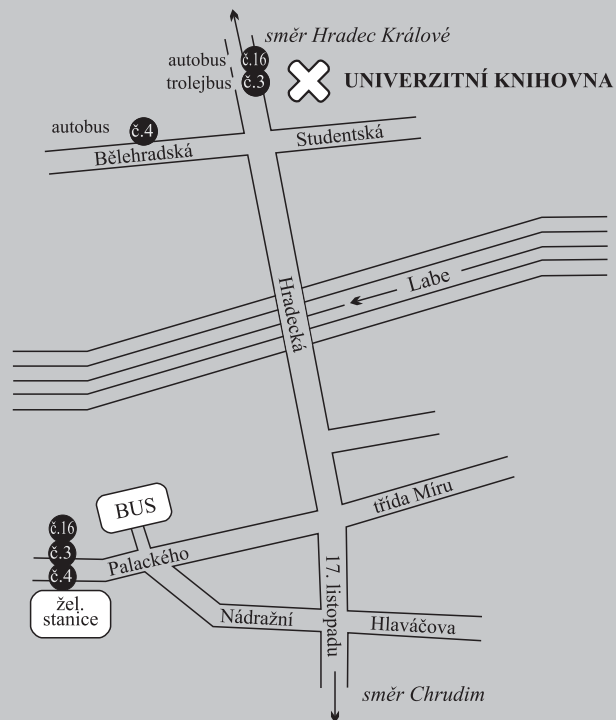 směr Hradec Králové
autobus č.16
trolejbus č.3
UNIVERZITNÍ KNIHOVNA
autobus č.4
Studentská
Bělehradská
Labe
Hradecká
třída Míru
BUS
č.16
č.3
č.4
Palackého
žel.
stanice
17. listopadu
Nádražní
Hlaváčova
směr Chrudim